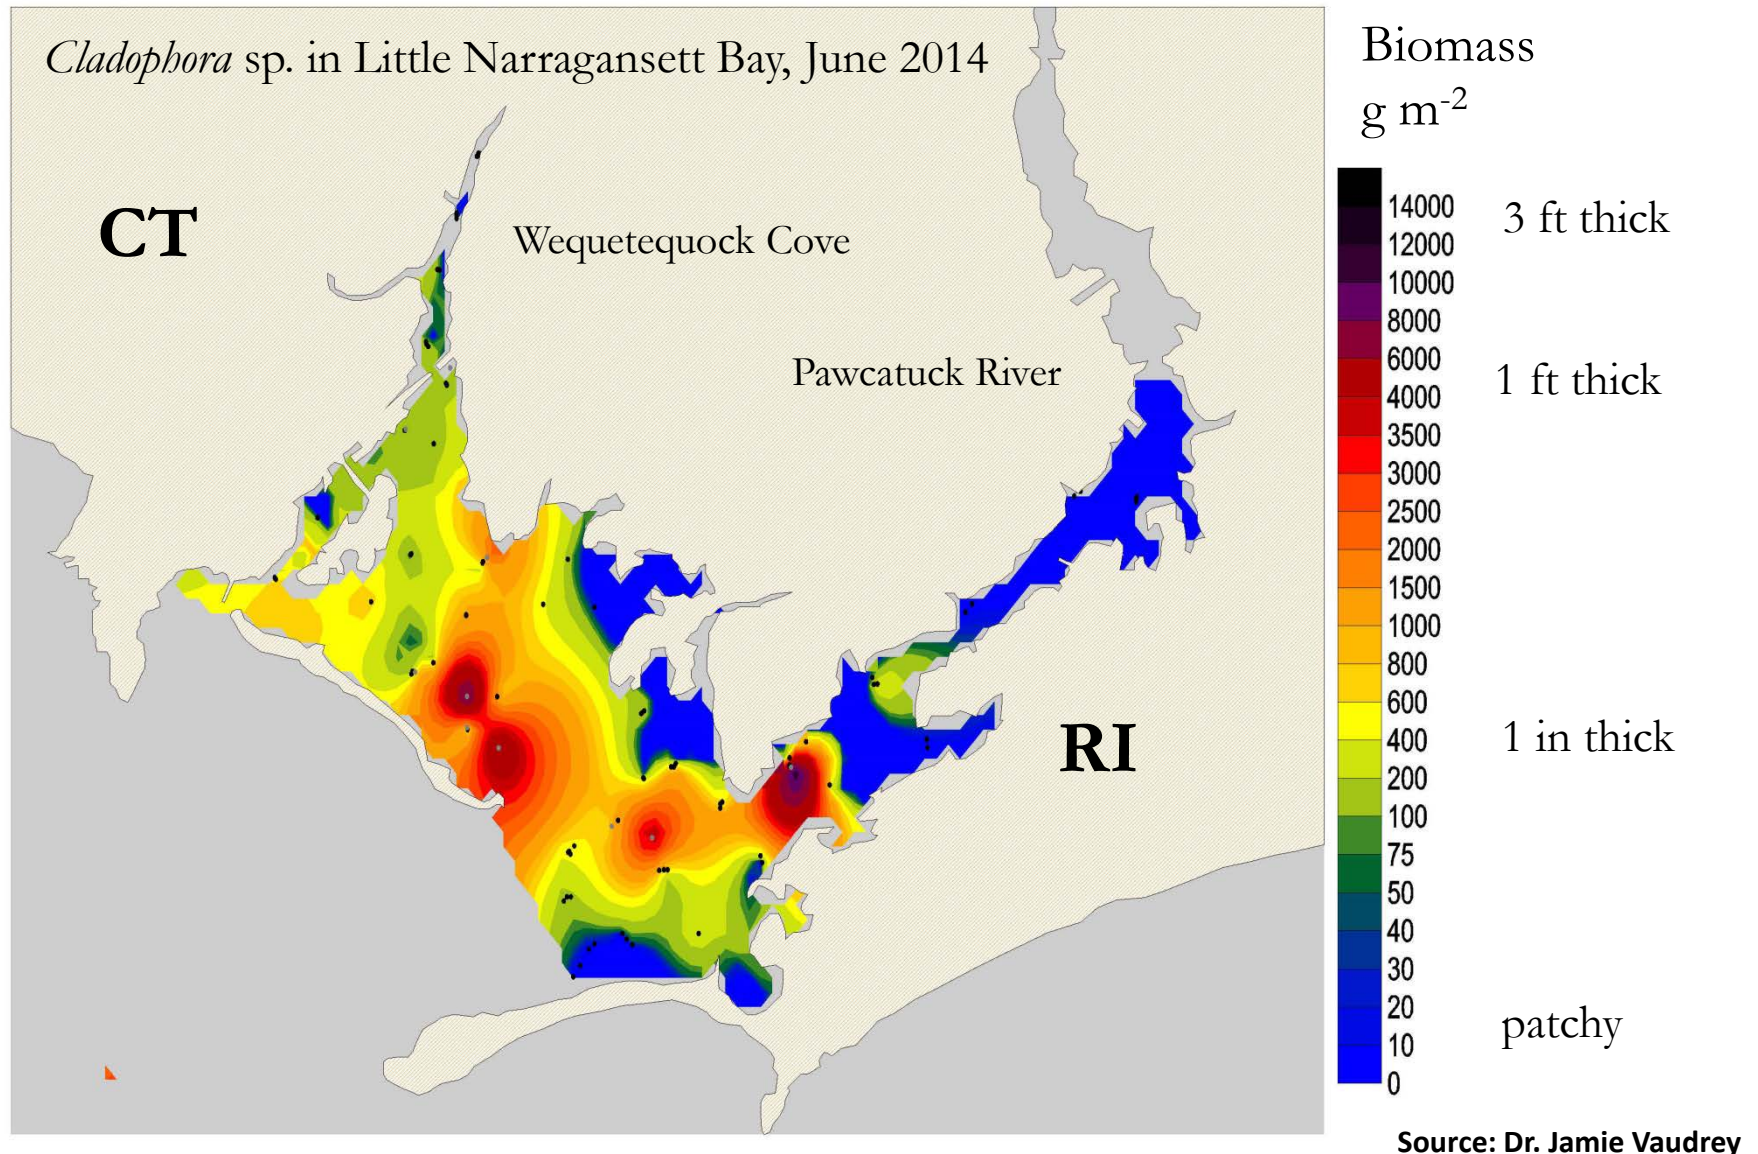 Cladophora sp. in Little Narragansett Bay, June 2014
CT
Wequetequock Cove
Pawcatuck River
RI
Biomass
g m-2
14000
12000
10000
8000
6000
4000
3500
3000
2500
2000
1500
1000
800
600
400
200
100
75
50
40
30
20
10
0
3 ft thick
1 ft thick
1 in thick
patchy
Source: Dr. Jamie Vaudrey